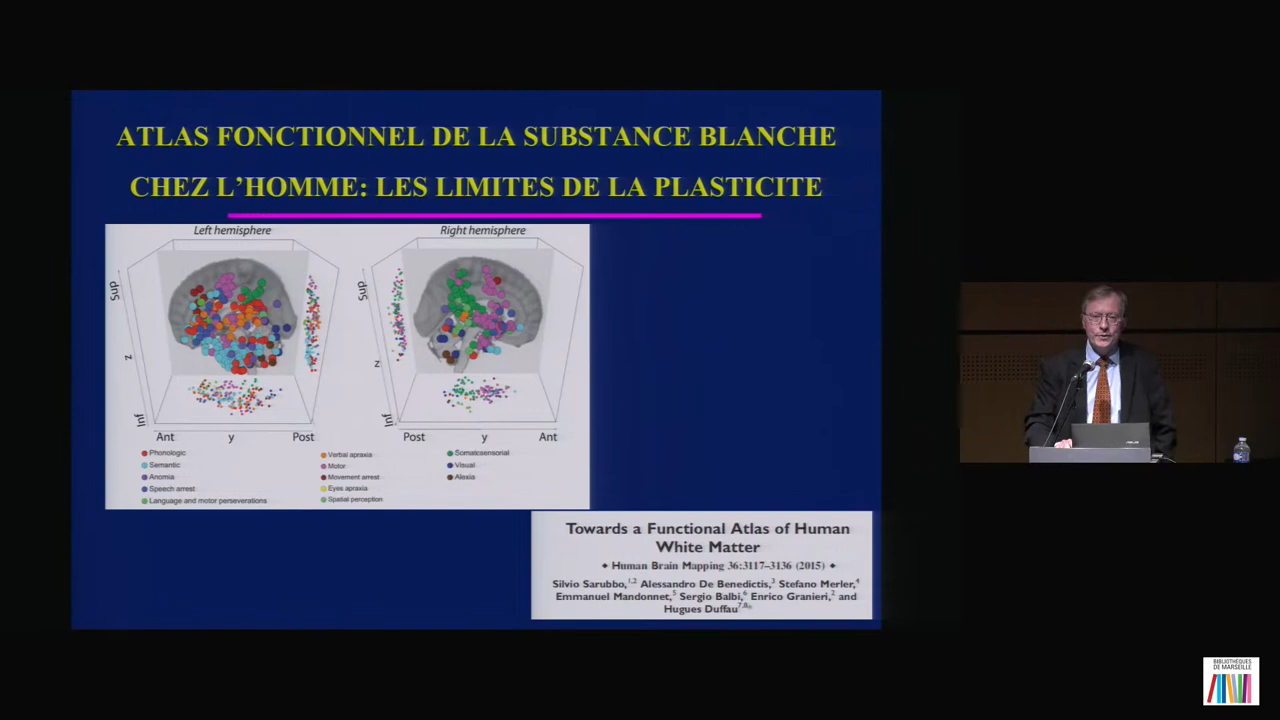 ATLAS FONCTIONNEL DE LA SUBSTANCE BLANCHE
CHEZ L'HOMME: LES LIMITES DE LA PLASTICITE
Left hemisphere
Right hemisphere
Sup
z
Inf
Ant y Post
Sup
z
Inf
Post y Ant
Phonologic
Semantic
Anomia
Speech arrest
Language and motor perseverations
Verbal apraxia
Motor
Movement arrest
Eyes apraxia
Spatial perception
Somatosensorial
Visual
Alexia
Towards a Functional Atlas of Human
White Matter
◆ Human Brain Mapping 36:3117–3136 (2015) ◆
Silvio Sarubbo,1,2 Alessandro De Benedictis,3 Stefano Merler,4
Emmanuel Mandonnet,5 Sergio Balbi,6 Enrico Granieri,2 and
Hugues Duffau7,8
BIBLIOTHÈQUES
DE MARSEILLE